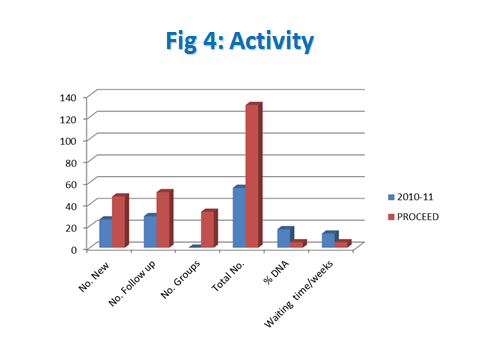 Fig 4: Activity
140
120
100
80
60
40
20
0
No. New
No. Follow up
No. Groups
Total No.
% DNA
Waiting time/weeks
2010-11
PROCEED